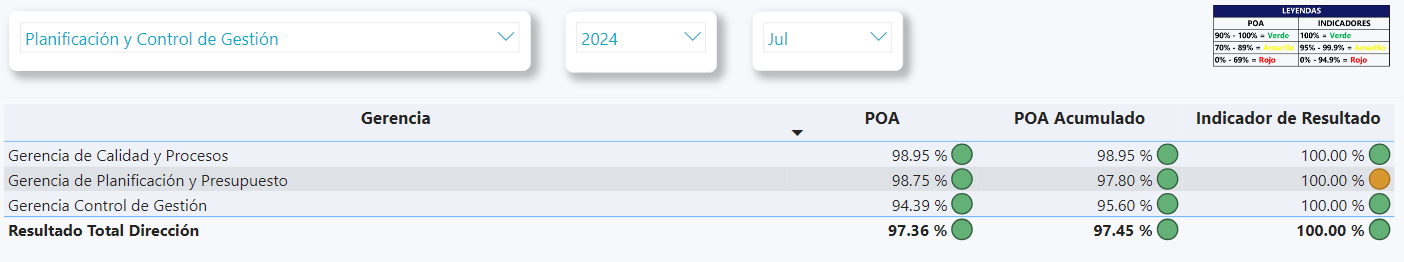 Planificación y Control de Gestión
2024
Jul
LEYENDAS
POA INDICADORES
90% - 100% = Verde 100% = Verde
70% - 89% = Amarillo 95% - 99.9% = Amarillo
0% - 69% = Rojo 0% - 94.9% = Rojo
Gerencia POA POA Acumulado Indicador de Resultado
Gerencia de Calidad y Procesos 98.95 % 98.95 % 100.00 %
Gerencia de Planificación y Presupuesto 98.75 % 97.80 % 100.00 %
Gerencia Control de Gestión 94.39 % 95.60 % 100.00 %
Resultado Total Dirección 97.36 % 97.45 % 100.00 %